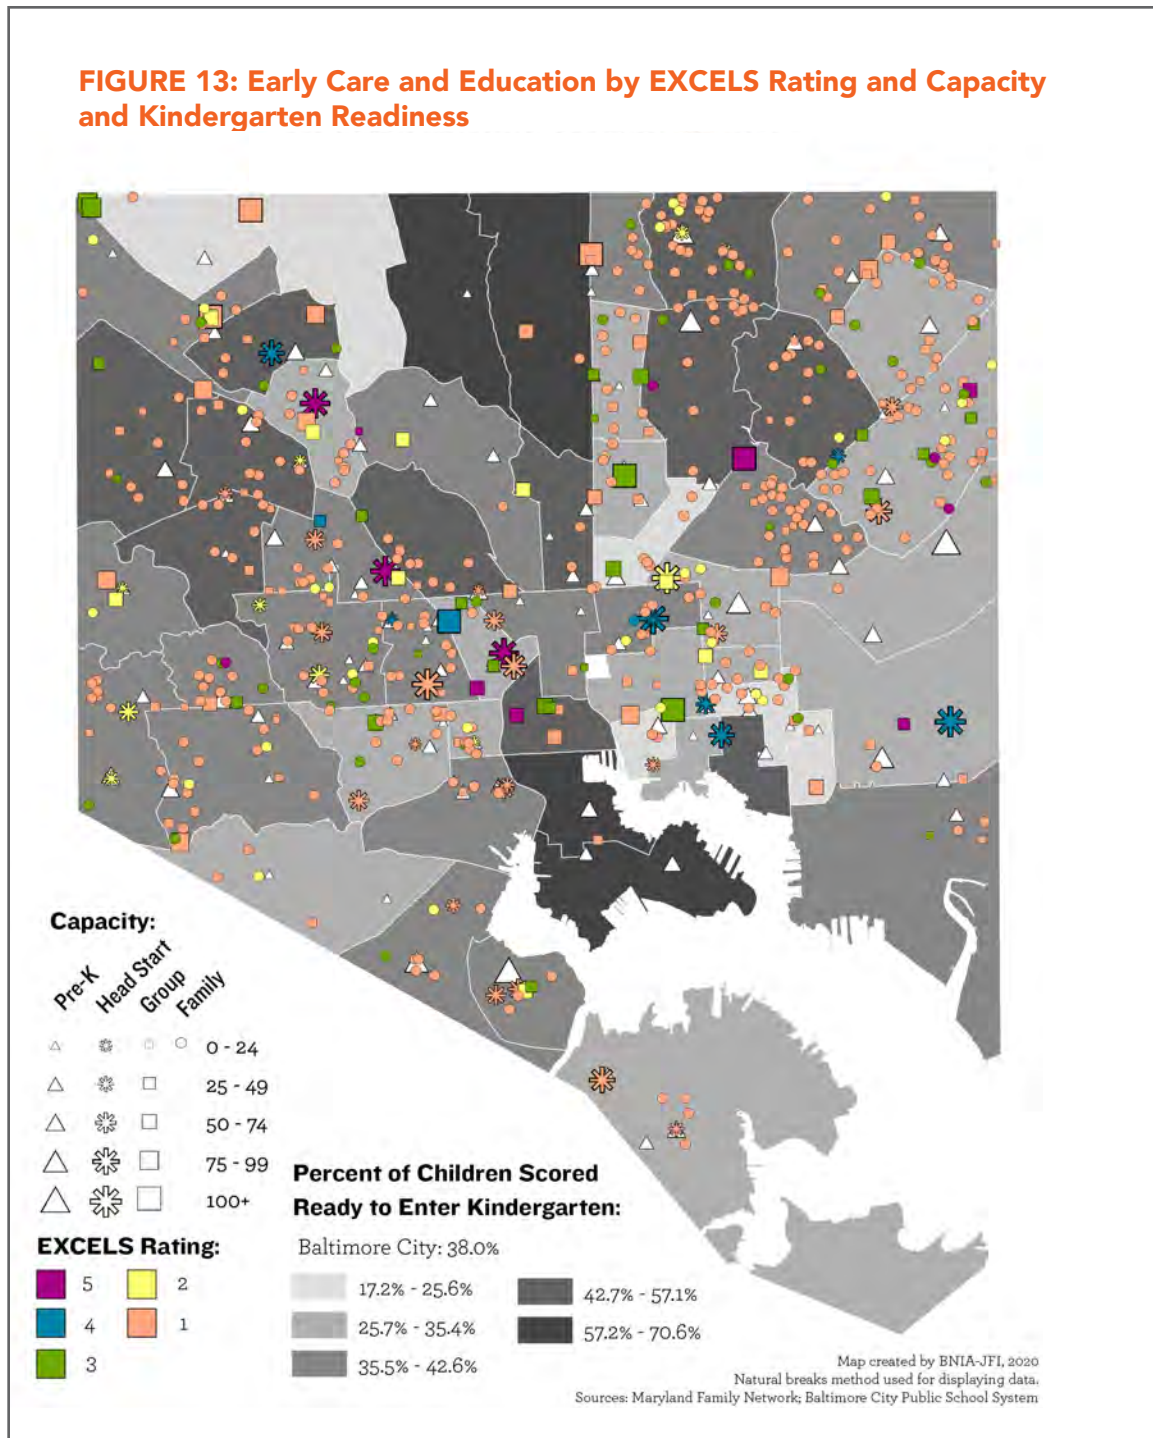 FIGURE 13: Early Care and Education by EXCELS Rating and Capacity
and Kindergarten Readiness
Capacity:
Pre-K
Head Start
Group
Family
0 - 24
25 - 49
50 - 74
75 - 99
100+
EXCELS Rating:
5
2
4
1
3
Percent of Children Scored
Ready to Enter Kindergarten:
Baltimore City: 38.0%
17.2% - 25.6%
42.7% - 57.1%
25.7% - 35.4%
57.2% - 70.6%
35.5% - 42.6%
Map created by BNIA-JFI, 2020
Natural breaks method used for displaying data.
Sources: Maryland Family Network; Baltimore City Public School System